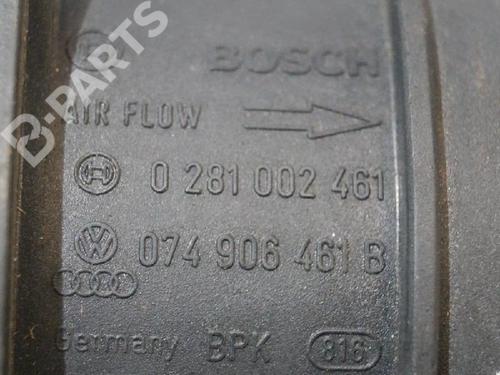 BOSCH
AIR FLOW
0 281 002 461
074 906 461 B
Germany BPK 816
B-PARTS